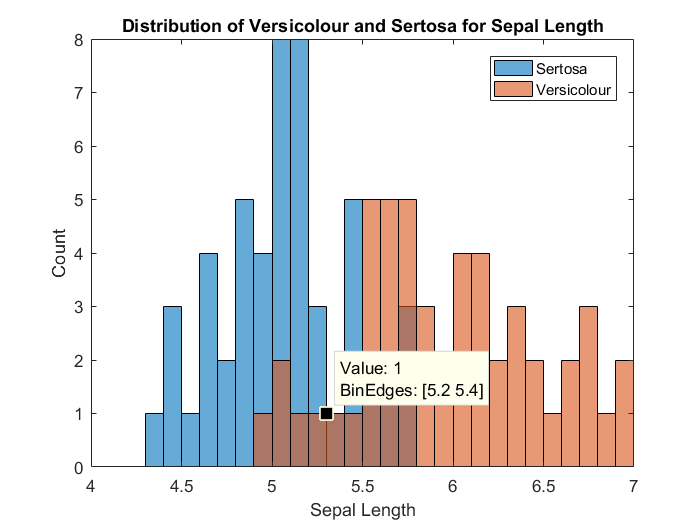 Distribution of Versicolour and Sertosa for Sepal Length
Sertosa
Versicolour
8
7
6
5
4
3
2
1
0
Count
Value: 1
BinEdges: [5.2 5.4]
4 4.5 5 5.5 6 6.5 7
Sepal Length